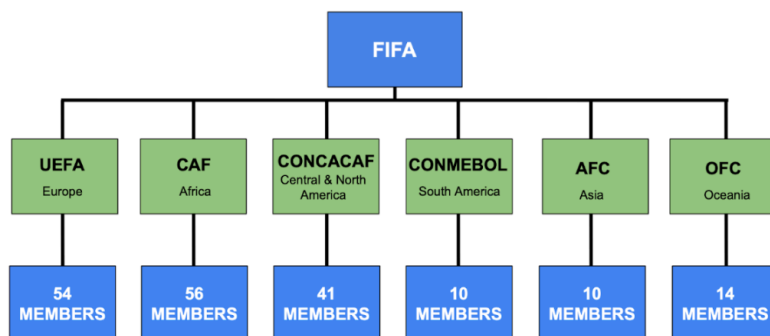 FIFA
UEFA
Europe
CAF
Africa
CONCACAF
Central & North
America
CONMEBOL
South America
AFC
Asia
OFC
Oceania
54
MEMBERS
56
MEMBERS
41
MEMBERS
10
MEMBERS
10
MEMBERS
14
MEMBERS